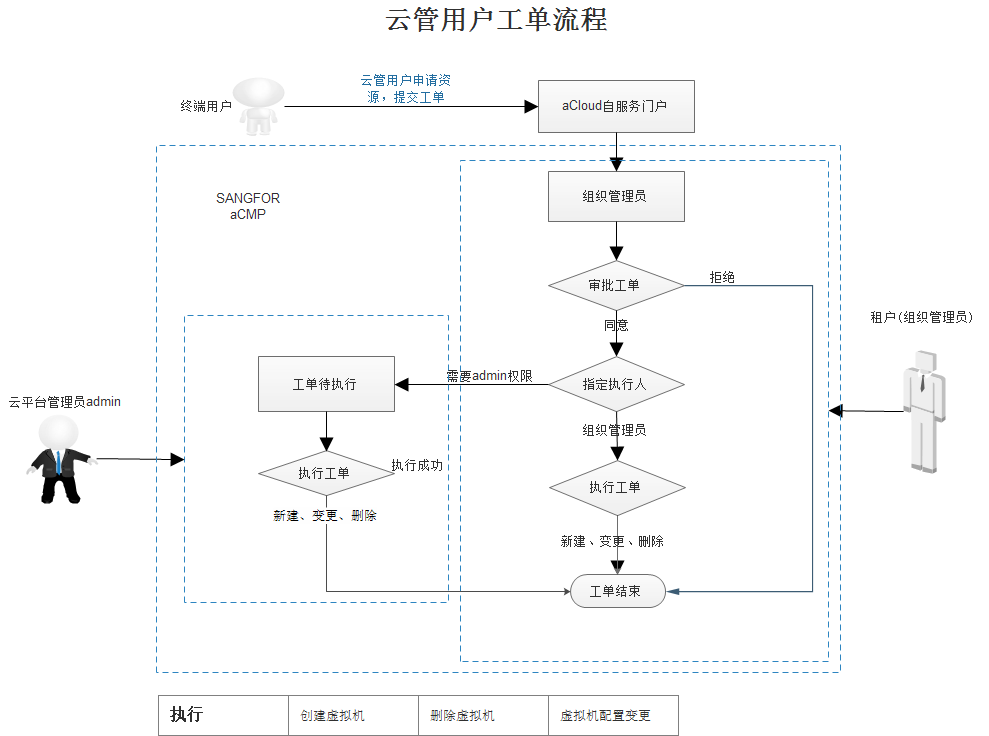 云管用户工单流程
终端用户
云管用户申请资
源，提交工单
aCloud自服务门户
SANGFOR
aCMP
组织管理员
审批工单
拒绝
同意
租户(组织管理员)
工单待执行
需要admin权限
指定执行人
云平台管理员admin
组织管理员
执行工单
执行成功
执行工单
新建、变更、删除
新建、变更、删除
工单结束
执行
创建虚拟机
删除虚拟机
虚拟机配置变更